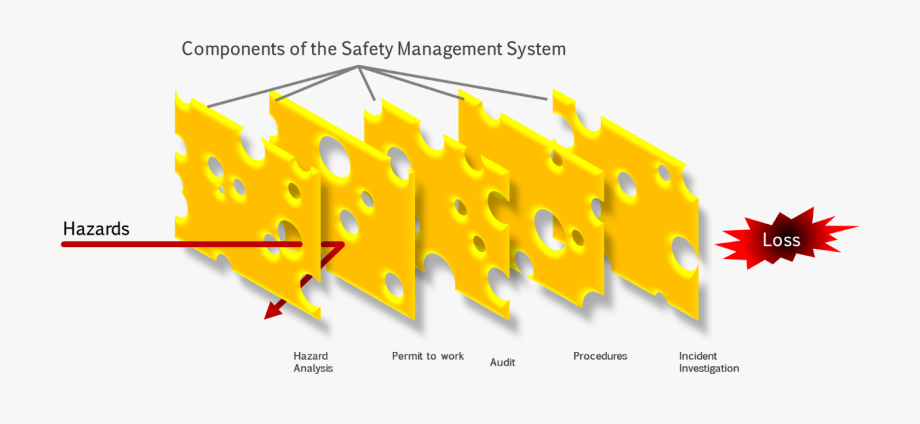 Components of the Safety Management System
Hazards
Loss
Hazard
Analysis
Permit to work
Audit
Procedures
Incident
Investigation